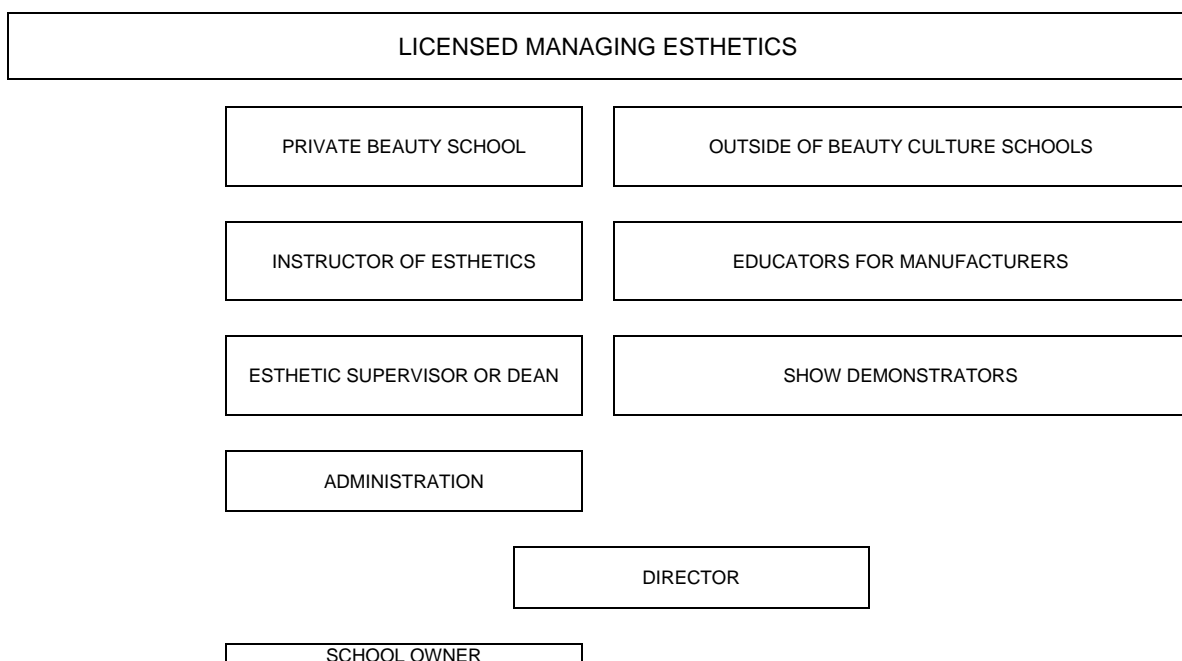 LICENSED MANAGING ESTHETICS
PRIVATE BEAUTY SCHOOL
OUTSIDE OF BEAUTY CULTURE SCHOOLS
INSTRUCTOR OF ESTHETICS
EDUCATORS FOR MANUFACTURERS
ESTHETIC SUPERVISOR OR DEAN
SHOW DEMONSTRATORS
ADMINISTRATION
DIRECTOR
SCHOOL OWNER